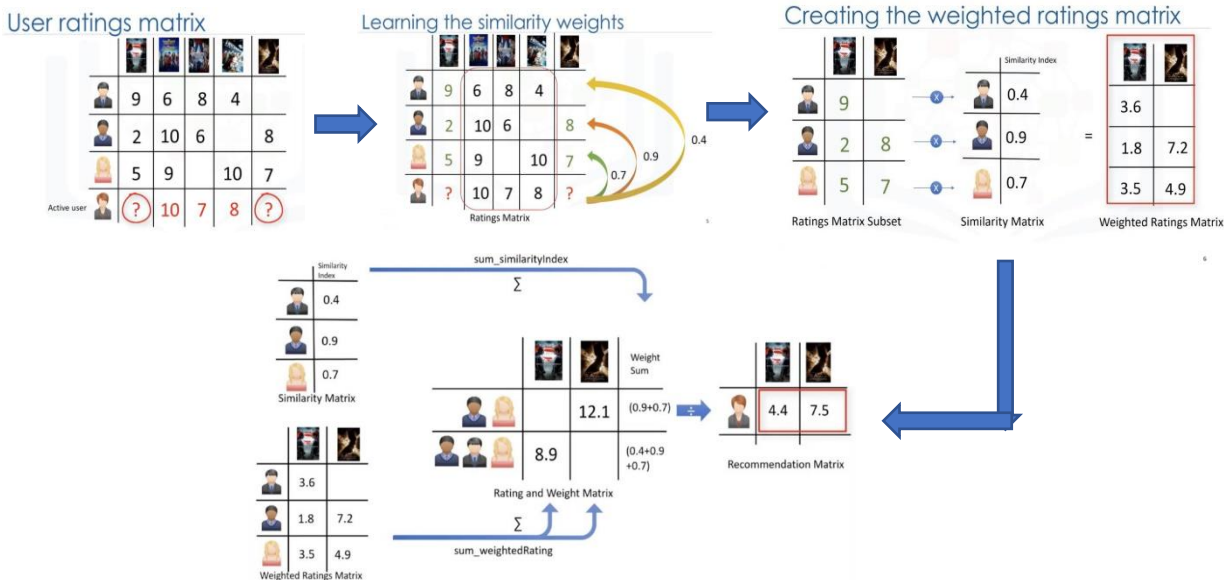 User ratings matrix
9 6 8 4
2 10 6 8
5 9 10 7
Active user ? 10 7 8 ?
Learning the similarity weights
9 6 8 4
2 10 6 8
5 9 10 7
? 10 7 8 ?
0.7
0.9
0.4
Ratings Matrix
5
Creating the weighted ratings matrix
9
2 8
5 7
Ratings Matrix Subset
x
x
x
Similarity Index
0.4
0.9
0.7
Similarity Matrix
=
3.6
1.8 7.2
3.5 4.9
Weighted Ratings Matrix
6
Similarity
Index
0.4
0.9
0.7
Similarity Matrix
sum_similarityIndex
∑
3.6
1.8 7.2
3.5 4.9
Weighted Ratings Matrix
∑
sum_weightedRating
Weight
Sum
12.1 (0.9+0.7)
8.9 (0.4+0.9
+0.7)
Rating and Weight Matrix
÷
4.4 7.5
Recommendation Matrix